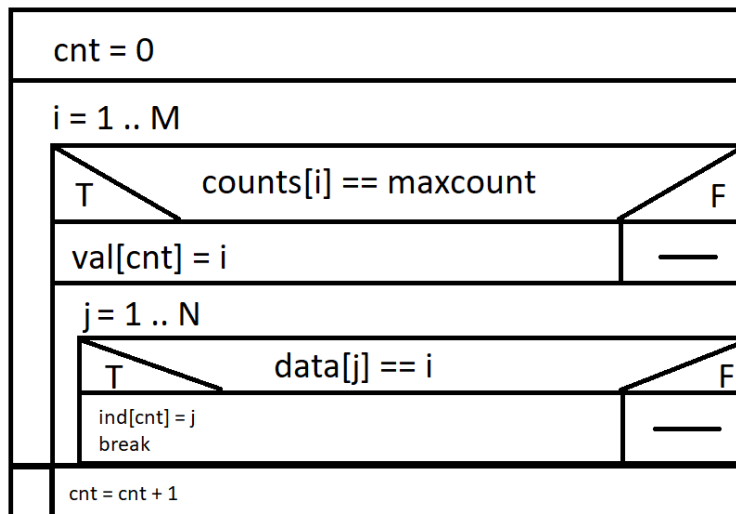 cnt = 0
i = 1 .. M
T counts[i] == maxcount F
val[cnt] = i
j = 1 .. N
T data[j] == i F
ind[cnt] = j
break
cnt = cnt + 1